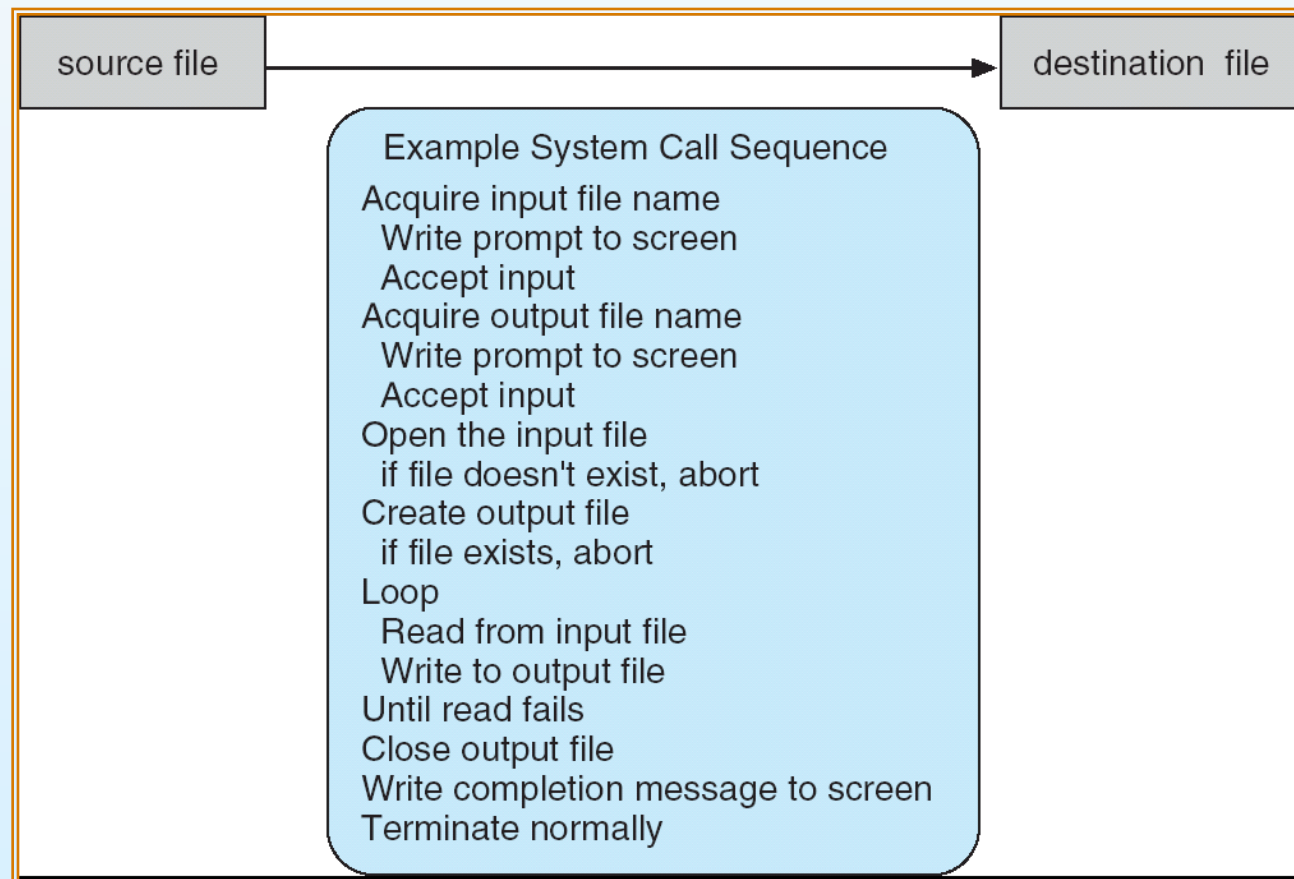 source file
destination file
Example System Call Sequence
Acquire input file name
Write prompt to screen
Accept input
Acquire output file name
Write prompt to screen
Accept input
Open the input file
if file doesn't exist, abort
Create output file
if file exists, abort
Loop
Read from input file
Write to output file
Until read fails
Close output file
Write completion message to screen
Terminate normally